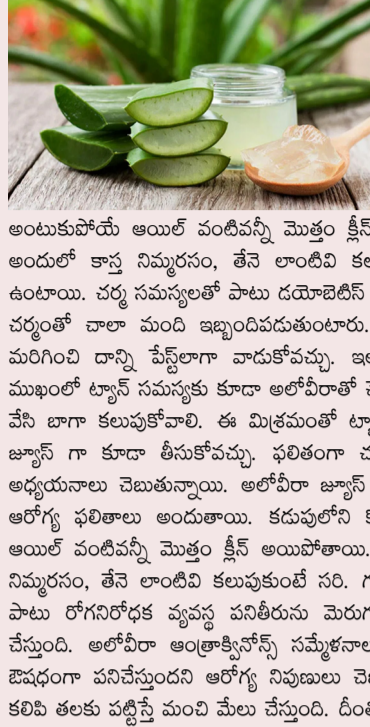 అంటుకుపోయే ఆయిల్ వంటివన్నీ మొత్తం క్లీన్
అందులో కాస్త నిమ్మరసం, తేనె లాంటివి
ఉంటాయి. చర్మ సమస్యలతో పాటు డయోబెటిస్
చర్మంతో చాలా మంది ఇబ్బందిపడుతుంటారు.
మరిగించి దాన్ని పేస్ట్‌లాగా వాడుకోవచ్చు.
ముఖంలో ట్యాన్ సమస్యకు కూడా అలోవీరాతో
వేసి బాగా కలుపుకోవాలి. ఈ మిశ్రమంతో
జ్యూస్ గా కూడా తీసుకోవచ్చు. ఫలితంగా
అధ్యయనాలు చెబుతున్నాయి. అలోవీరా జ్యూస్
ఆరోగ్య ఫలితాలు అందుతాయి. కడుపులోని
ఆయిల్ వంటివన్నీ మొత్తం క్లీన్ అయిపోతాయి.
నిమ్మరసం, తేనె లాంటివి కలుపుకుంటే సరి.
పాటు రోగనిరోధక వ్యవస్థ పనితీరును
చేస్తుంది. అలోవీరా ఆంత్రాక్వినోన్స్
ఔషధంగా పనిచేస్తుందని ఆరోగ్య నిపుణులు
కలిపి తలకు పట్టిస్తే మంచి మేలు చేస్తుంది.